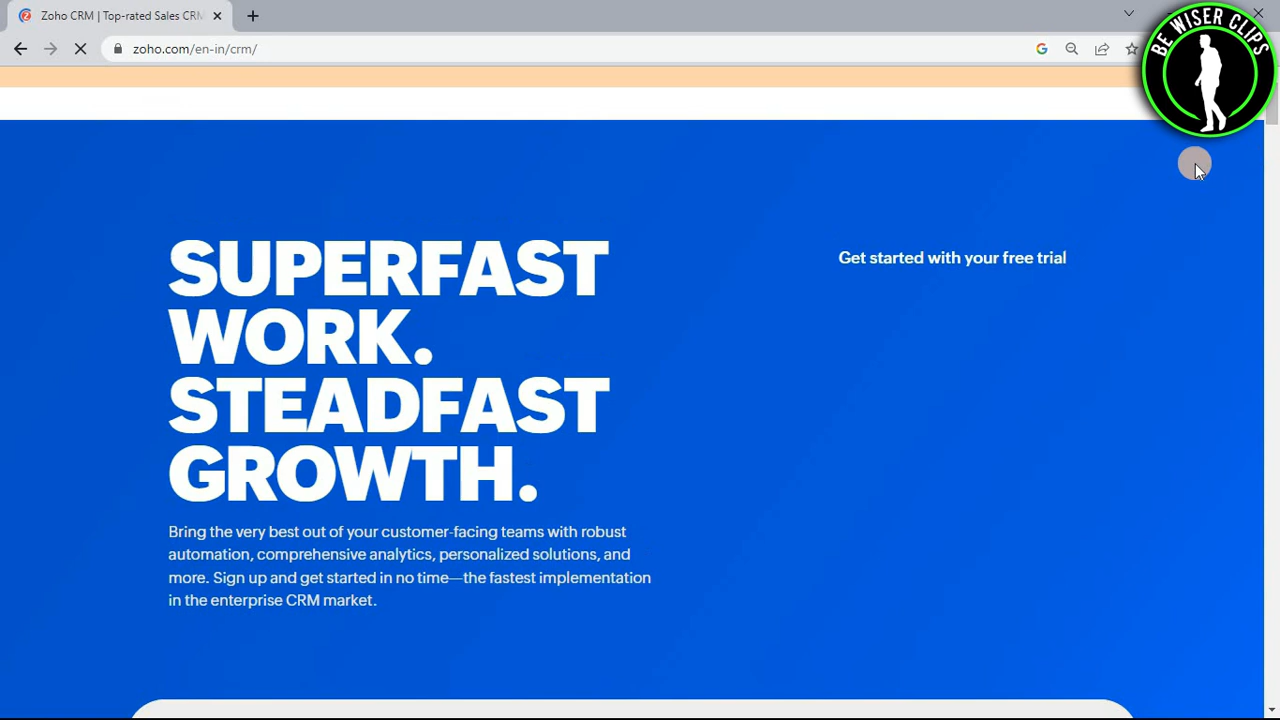 Zoho CRM | Top-rated Sales CRM
zoho.com/en-in/crm/
BE WISER CLIPS
SUPERFAST
WORK.
STEADFAST
GROWTH.
Bring the very best out of your customer-facing teams with robust
automation, comprehensive analytics, personalized solutions, and
more. Sign up and get started in no time—the fastest implementation
in the enterprise CRM market.
Get started with your free trial